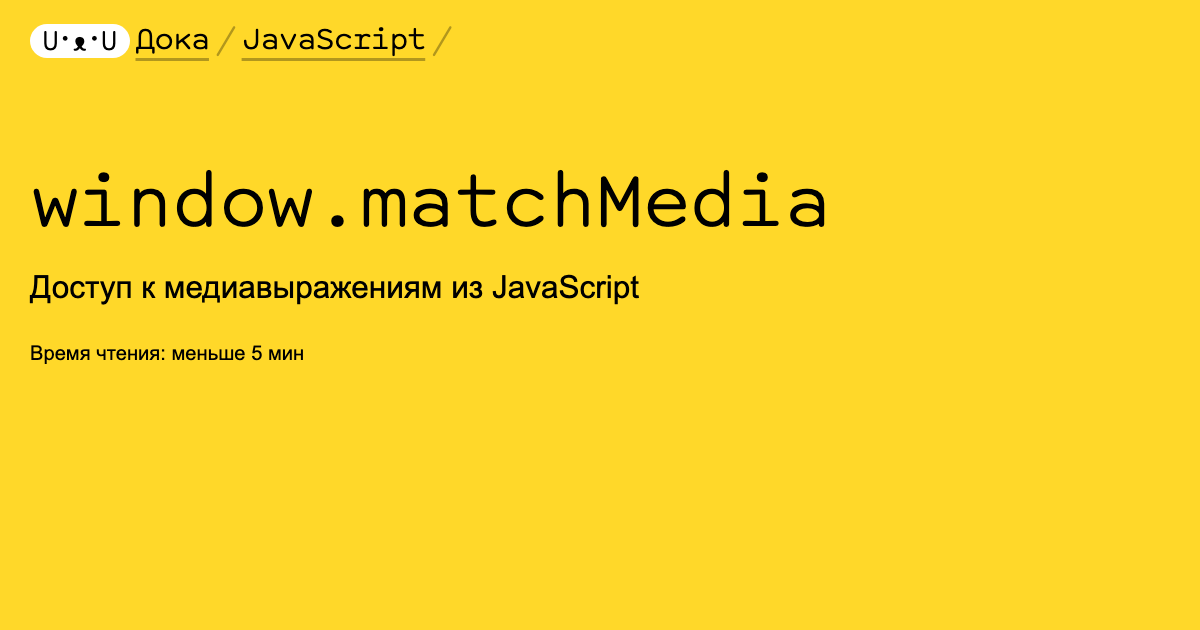 U·ᴥ·U Дока / JavaScript /
window.matchMedia
Доступ к медиавыражениям из JavaScript
Время чтения: меньше 5 мин